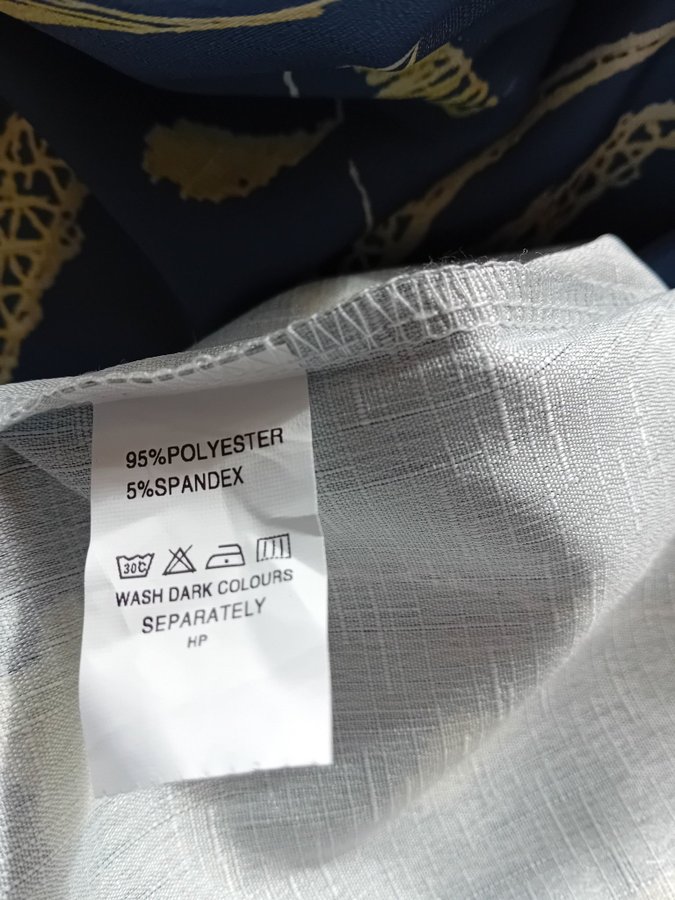 95%POLYESTER
5%SPANDEX
30C
WASH DARK COLOURS
SEPARATELY
HP